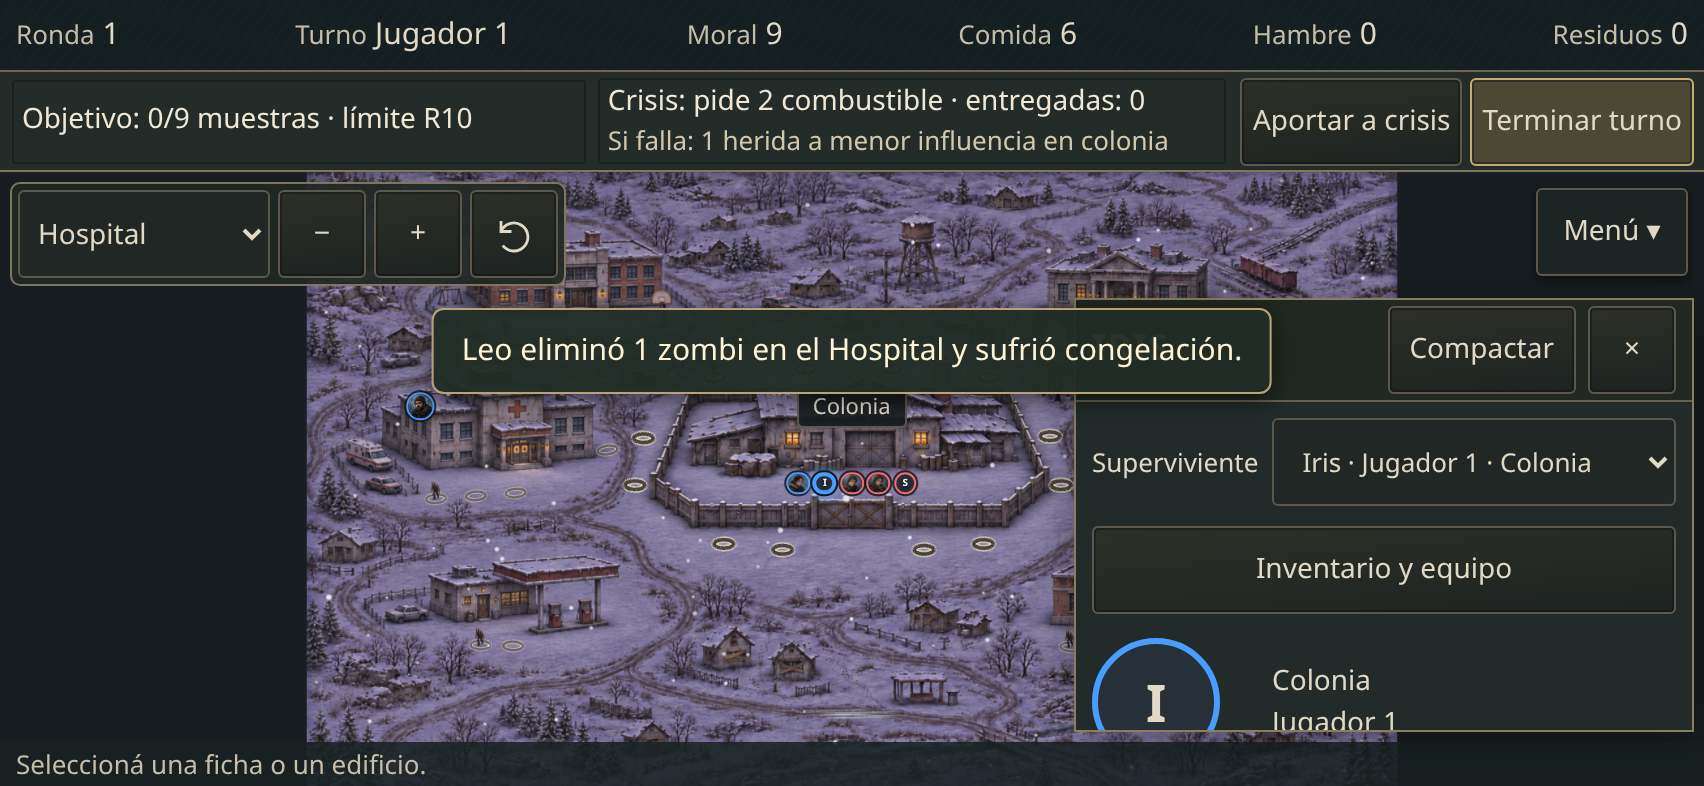 Ronda 1
Turno Jugador 1
Moral 9
Comida 6
Hambre 0
Residuos 0
Objetivo: 0/9 muestras · límite R10
Crisis: pide 2 combustible · entregadas: 0
Si falla: 1 herida a menor influencia en colonia
Aportar a crisis
Terminar turno
Hospital
−
+
Menú ▾
Leo eliminó 1 zombi en el Hospital y sufrió congelación.
Compactar
×
Colonia
I
S
Superviviente
Iris · Jugador 1 · Colonia
Inventario y equipo
I
Colonia
Jugador 1
Seleccioná una ficha o un edificio.